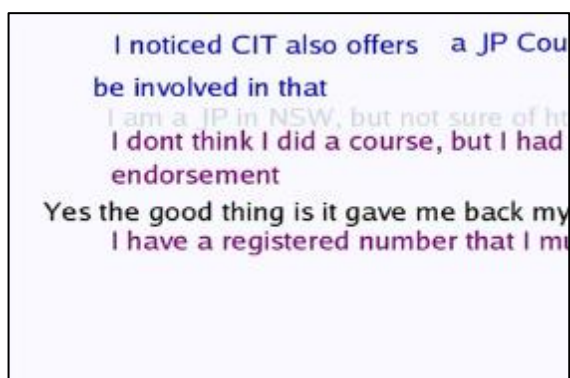 I noticed CIT also offers a JP Cou
be involved in that
I am a JP in NSW, but not sure of ht
I dont think I did a course, but I had
endorsement
Yes the good thing is it gave me back my
I have a registered number that I mu